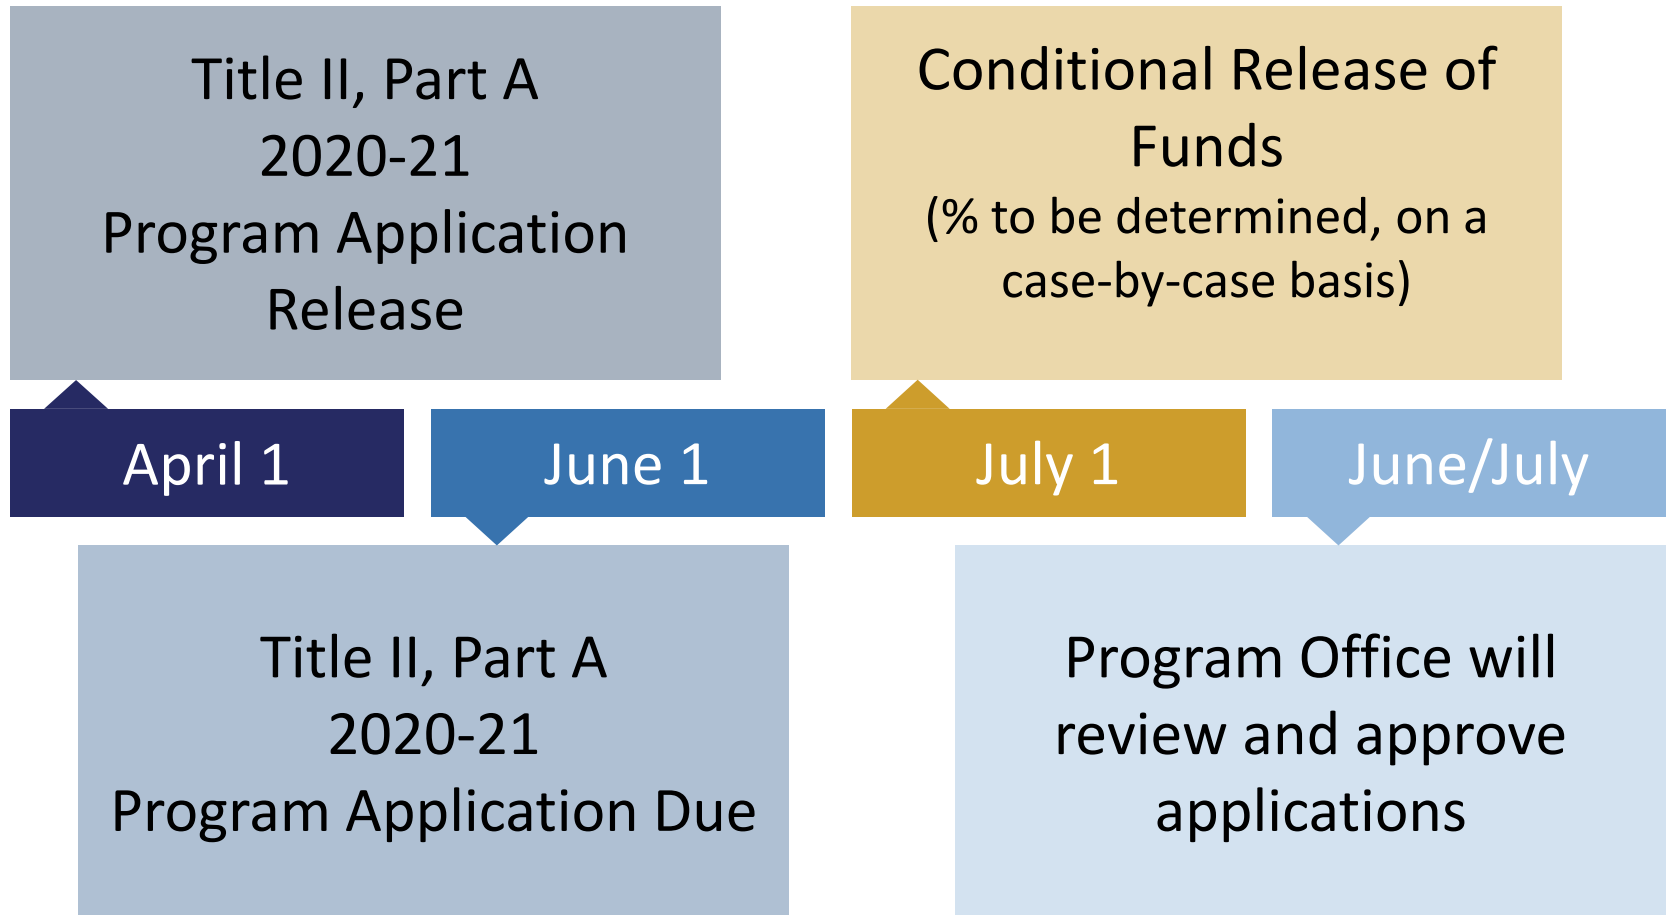 Title II, Part A
2020-21
Program Application
Release
Conditional Release of
Funds
(% to be determined, on a
case-by-case basis)
April 1
June 1
July 1
June/July
Title II, Part A
2020-21
Program Application Due
Program Office will
review and approve
applications